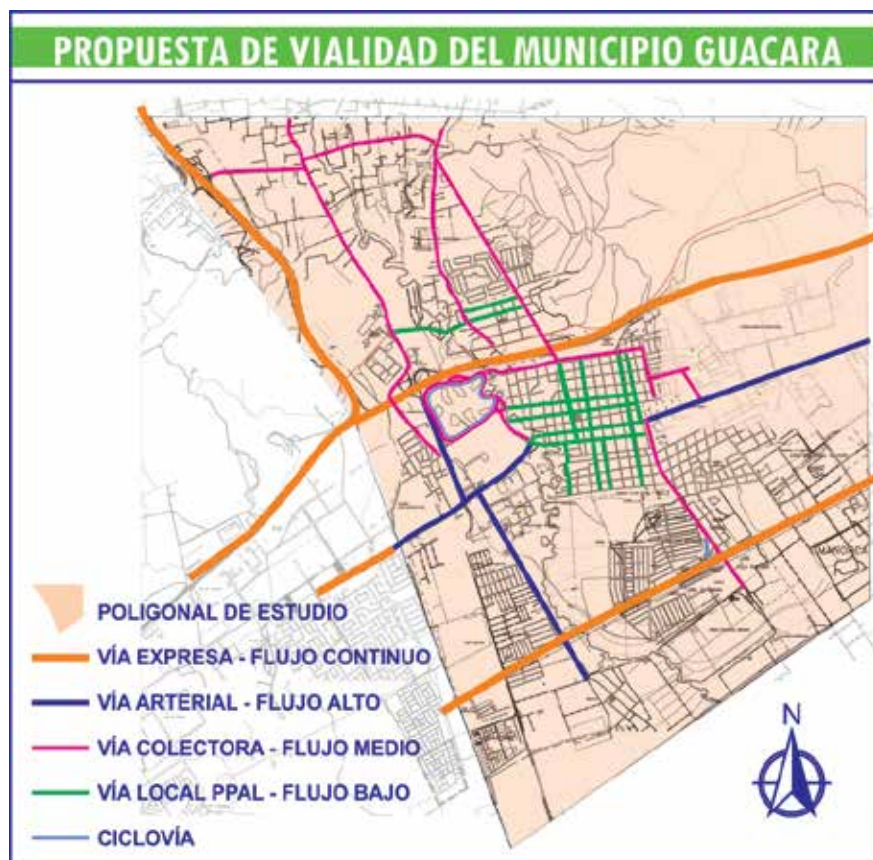 PROPUESTA DE VIALIDAD DEL MUNICIPIO GUACARA
POLIGONAL DE ESTUDIO
VÍA EXPRESA - FLUJO CONTINUO
VÍA ARTERIAL - FLUJO ALTO
VÍA COLECTORA - FLUJO MEDIO
VÍA LOCAL PPAL - FLUJO BAJO
CICLOVÍA
N